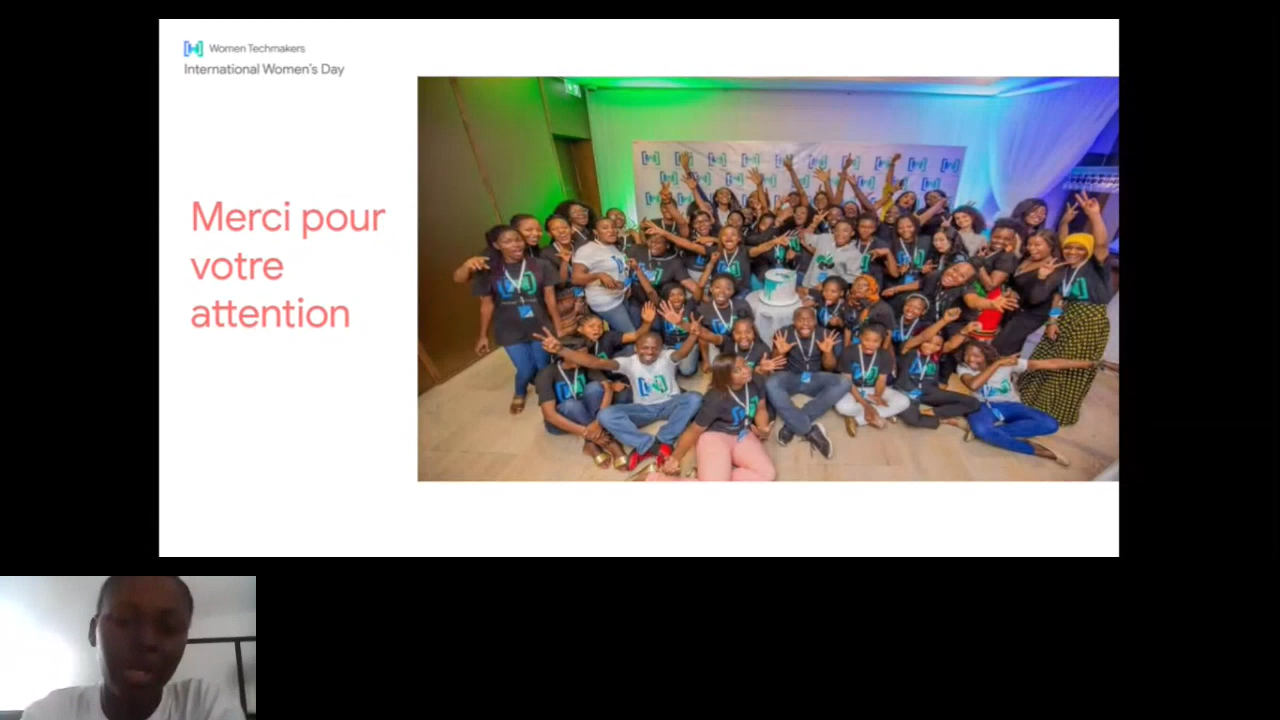 Women Techmakers
International Women's Day
Merci pour
votre
attention